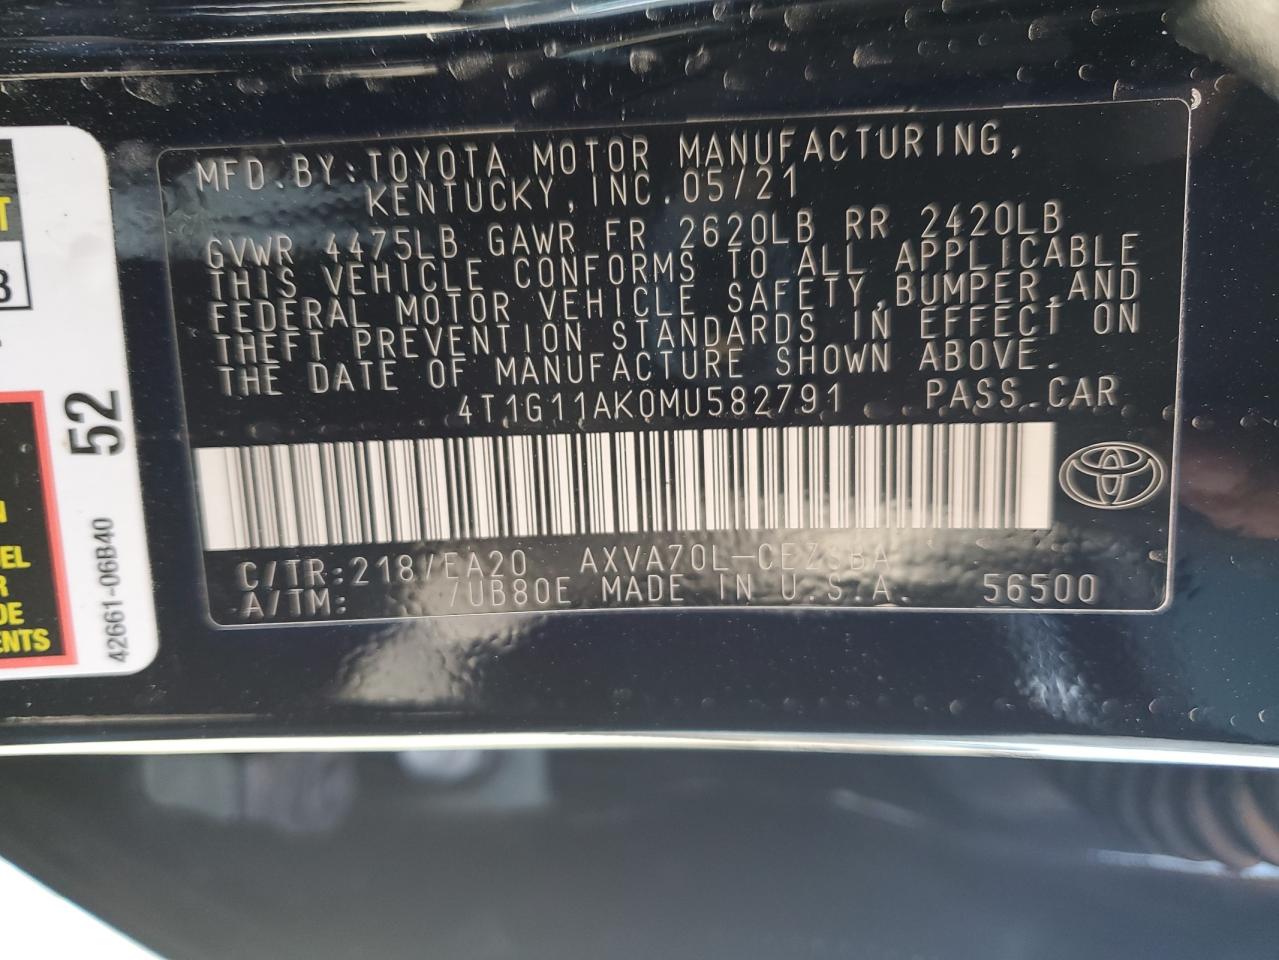 MFD.BY:TOYOTA MOTOR MANUFACTURING,
KENTUCKY,INC.05/21
GVWR 4475LB GAWR FR 2620LB RR 2420LB
THIS VEHICLE CONFORMS TO ALL APPLICABLE
FEDERAL MOTOR VEHICLE SAFETY,BUMPER,AND
THEFT PREVENTION STANDARDS IN EFFECT ON
THE DATE OF MANUFACTURE SHOWN ABOVE.
4T1G11AK0MU582791 PASS.CAR
C/TR:218/EA20 AXVA70L-CEZSBA
A/TM: /UB80E MADE IN U.S.A. 56500
52
42661-06B40